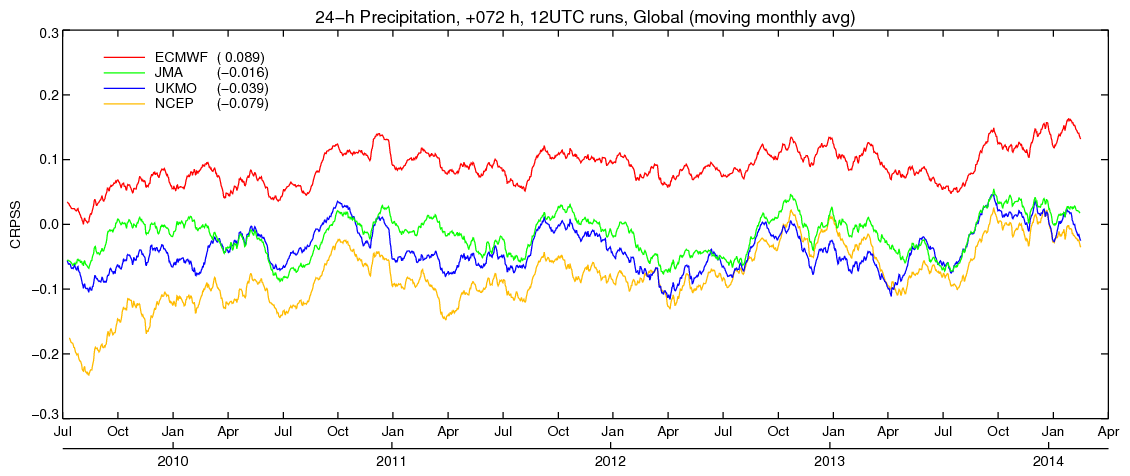 24−h Precipitation, +072 h, 12UTC runs, Global (moving monthly avg)
0.3
ECMWF ( 0.089)
JMA (−0.016)
UKMO (−0.039)
NCEP (−0.079)
0.2
0.1
0.0
−0.1
−0.2
−0.3
CRPSS
Jul Oct Jan Apr Jul Oct Jan Apr Jul Oct Jan Apr Jul Oct Jan Apr Jul Oct Jan Apr
2010 2011 2012 2013 2014